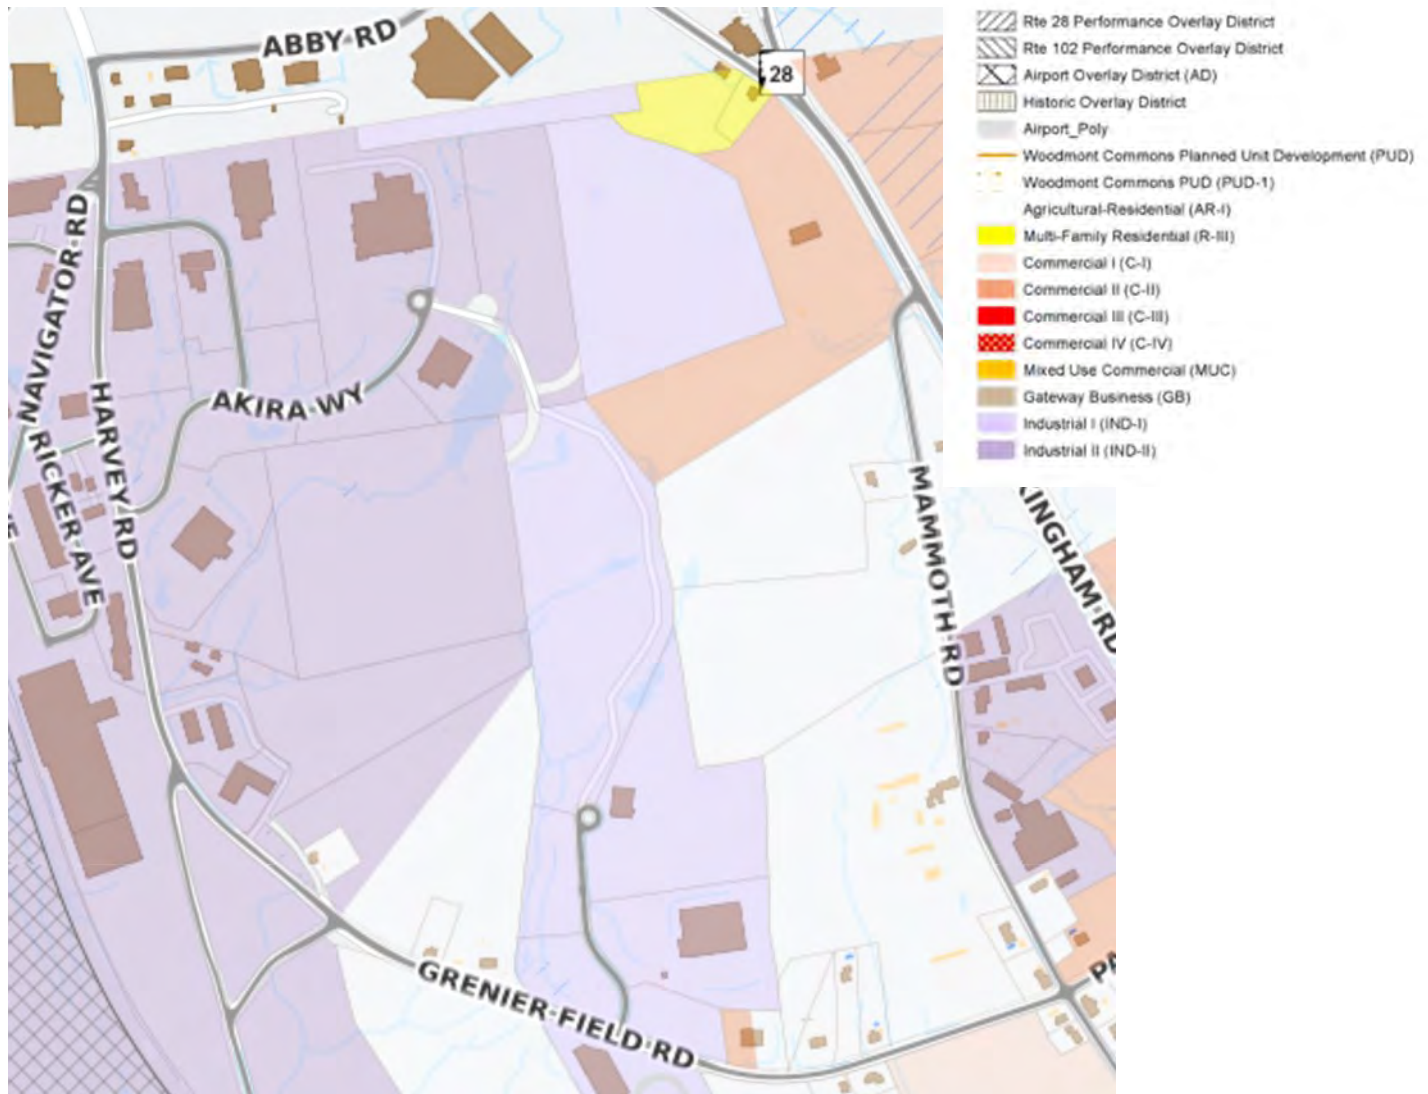 ABBY RD
28
NAVIGATOR RD
HARVEY RD
RICKER AVE
AKIRA WY
MAMMOTH RD
KINGHAM RD
GRENIER FIELD RD
PA
Rte 28 Performance Overlay District
Rte 102 Performance Overlay District
Airport Overlay District (AD)
Historic Overlay District
Airport_Poly
Woodmont Commons Planned Unit Development (PUD)
Woodmont Commons PUD (PUD-1)
Agricultural-Residential (AR-I)
Multi-Family Residential (R-III)
Commercial I (C-I)
Commercial II (C-II)
Commercial III (C-III)
Commercial IV (C-IV)
Mixed Use Commercial (MUC)
Gateway Business (GB)
Industrial I (IND-I)
Industrial II (IND-II)